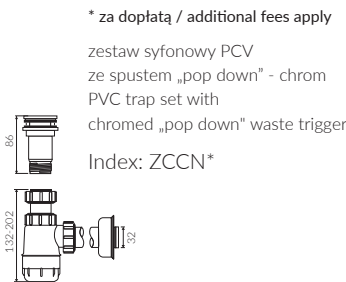 * za dopłatą / additional fees apply
zestaw syfonowy PCV
ze spustem „pop down” - chrom
PVC trap set with
chromed „pop down" waste trigger
Index: ZCCN*
86
132-202
32